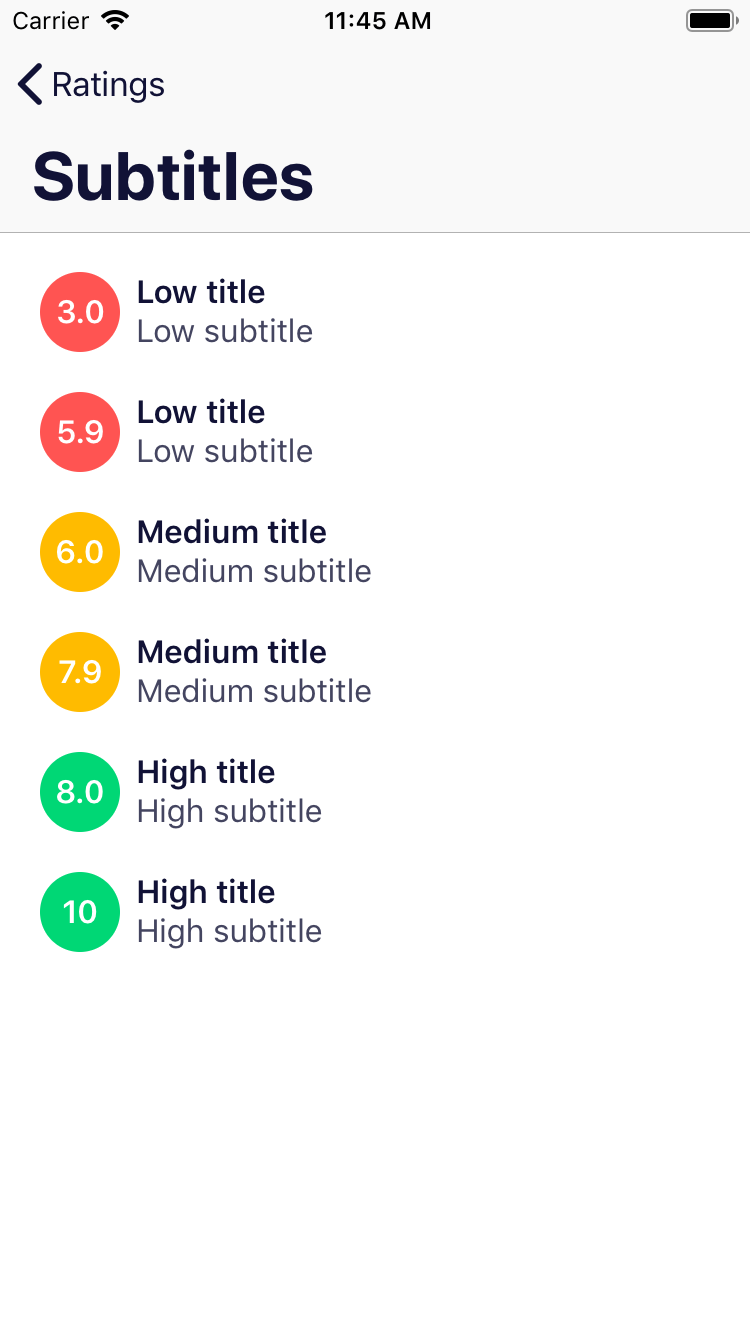 Carrier 11:45 AM
Ratings
Subtitles
3.0 Low title
Low subtitle
5.9 Low title
Low subtitle
6.0 Medium title
Medium subtitle
7.9 Medium title
Medium subtitle
8.0 High title
High subtitle
10 High title
High subtitle